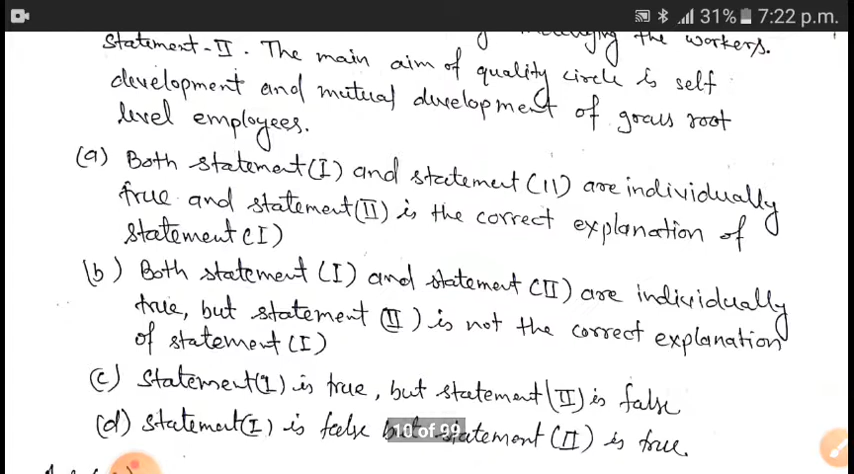 31% 7:22 p.m.
the workers.
Statement-II. The main aim of quality circle is self
development and mutual development of grass root
level employees.
(a) Both statement (I) and statement (II) are individually
true and statement (II) is the correct explanation of
statement (I)
(b) Both statement (I) and statement (II) are individually
true, but statement (II) is not the correct explanation
of statement (I)
(c) Statement (I) is true, but statement (II) is false
(d) Statement (I) is false but statement (II) is true.
10 of 99